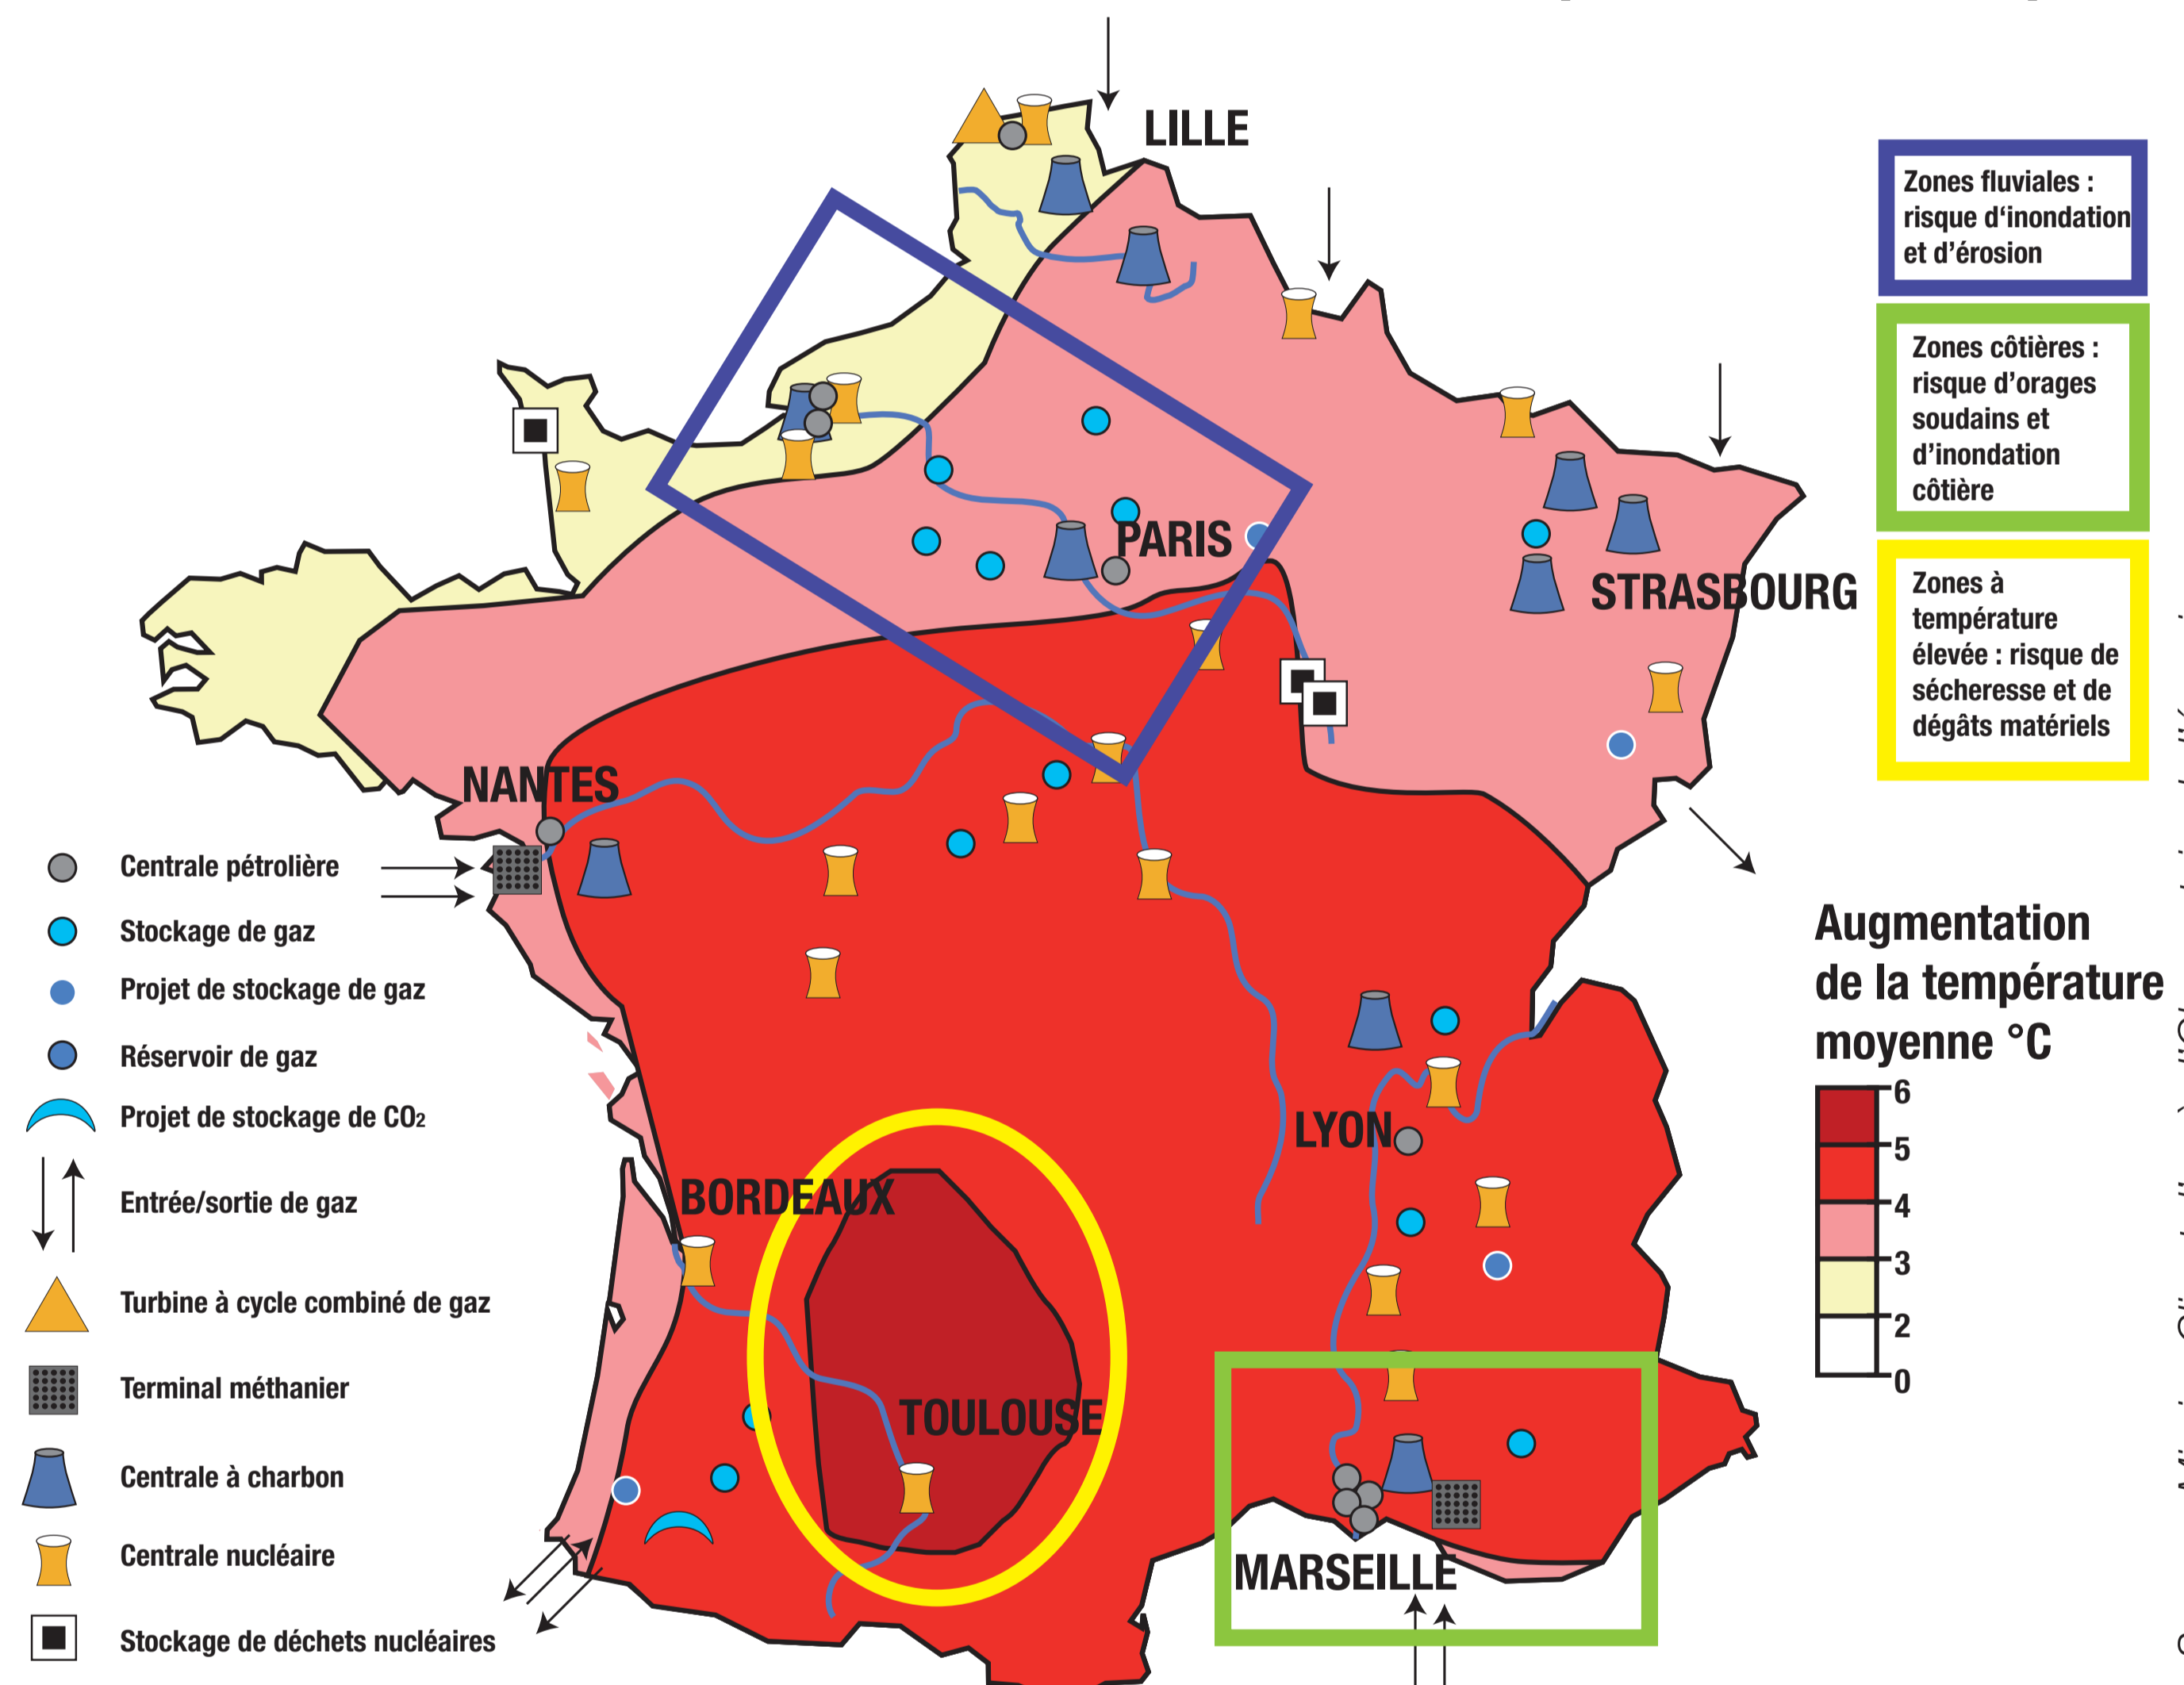 LILLE
PARIS
STRASBOURG
NANTES
LYON
BORDEAUX
TOULOUSE
MARSEILLE
Zones fluviales :
risque d‘inondation
et d’érosion
Zones côtières :
risque d’orages
soudains et
d’inondation
côtière
Zones à
température
élevée : risque de
sécheresse et de
dégâts matériels
Centrale pétrolière
Stockage de gaz
Projet de stockage de gaz
Réservoir de gaz
Projet de stockage de CO2
Entrée/sortie de gaz
Turbine à cycle combiné de gaz
Terminal méthanier
Centrale à charbon
Centrale nucléaire
Stockage de déchets nucléaires
Augmentation
de la température
moyenne °C
6
5
4
3
2
0